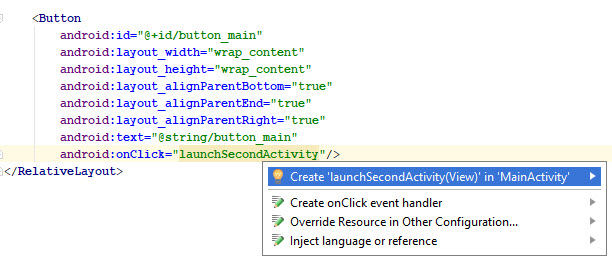 <Button
android:id="@+id/button_main"
android:layout_width="wrap_content"
android:layout_height="wrap_content"
android:layout_alignParentBottom="true"
android:layout_alignParentEnd="true"
android:layout_alignParentRight="true"
android:text="@string/button_main"
android:onClick="launchSecondActivity"/>
</RelativeLayout>
Create 'launchSecondActivity(View)' in 'MainActivity'
Create onClick event handler
Override Resource in Other Configuration...
Inject language or reference